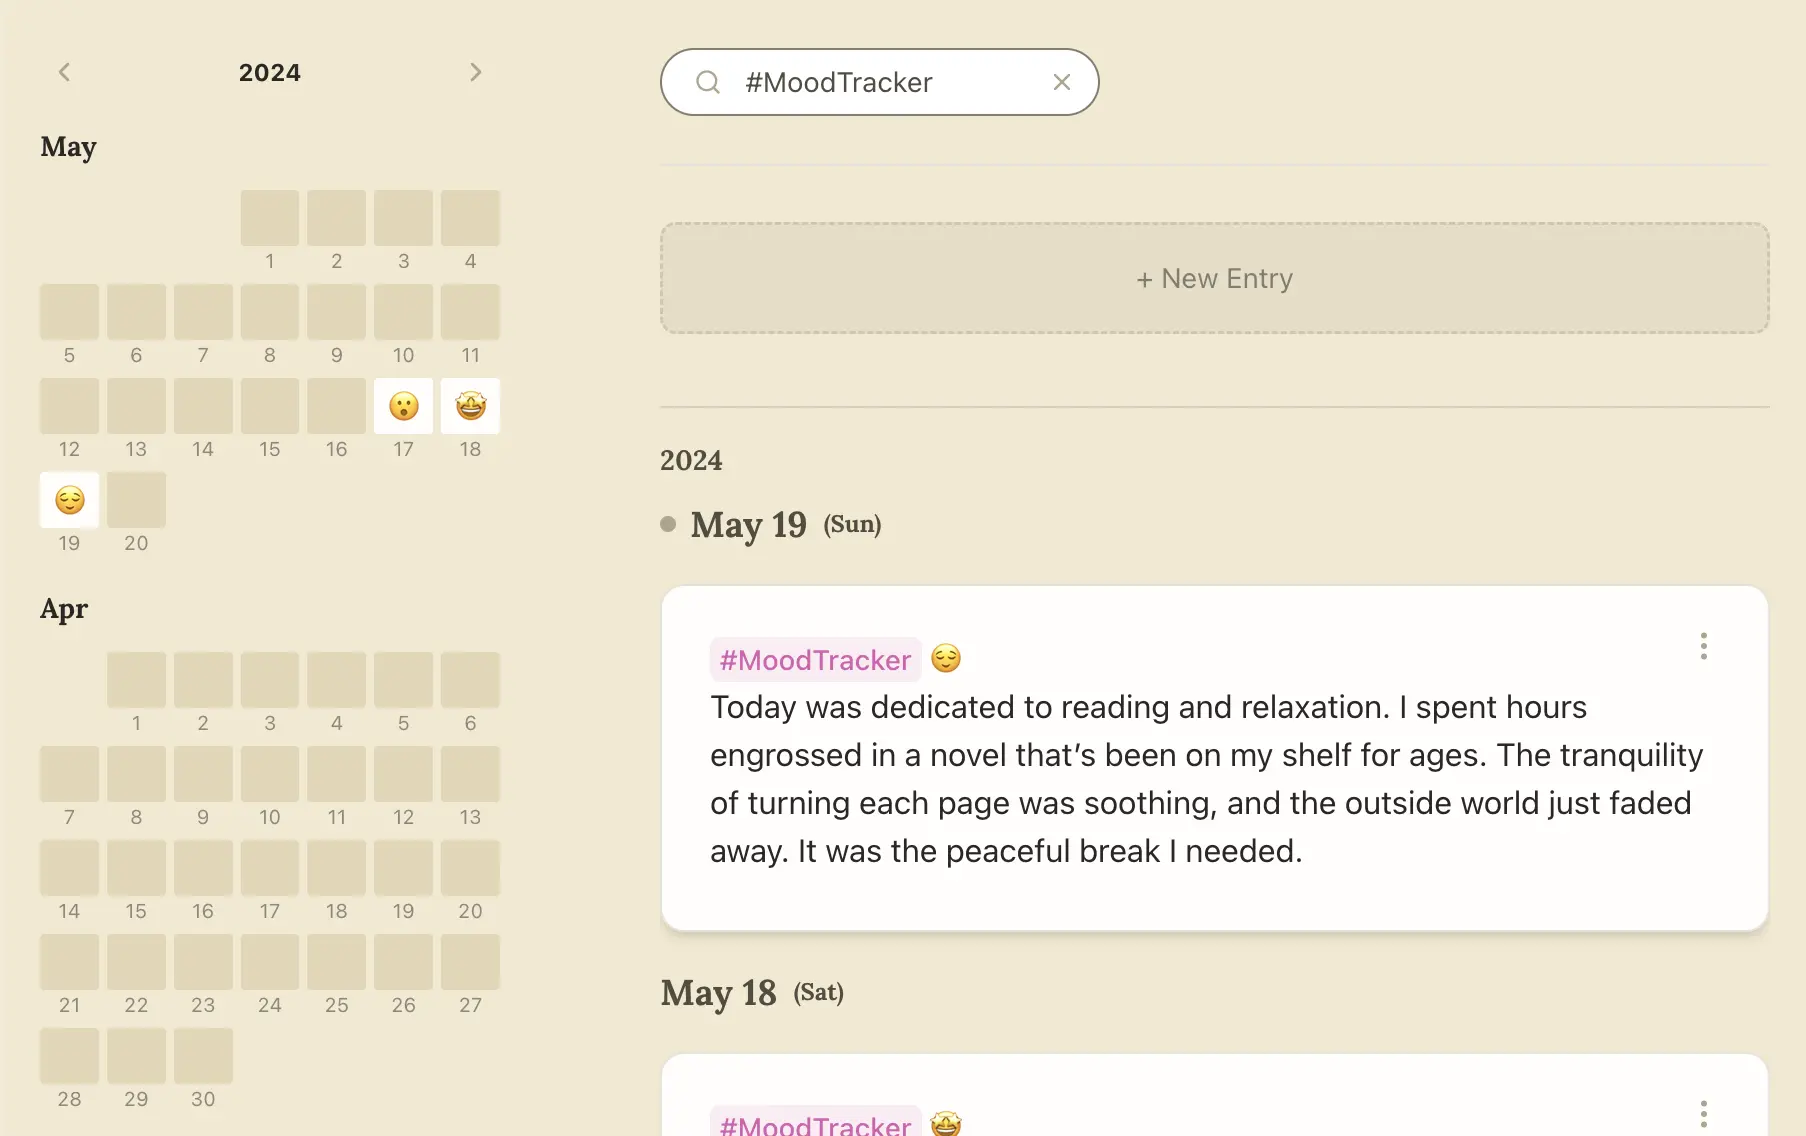 2024
May
1 2 3 4
5 6 7 8 9 10 11
12 13 14 15 16 17 18
19 20
Apr
1 2 3 4 5 6
7 8 9 10 11 12 13
14 15 16 17 18 19 20
21 22 23 24 25 26 27
28 29 30
#MoodTracker
+ New Entry
2024
May 19 (Sun)
#MoodTracker 😌
Today was dedicated to reading and relaxation. I spent hours
engrossed in a novel that’s been on my shelf for ages. The tranquility
of turning each page was soothing, and the outside world just faded
away. It was the peaceful break I needed.
May 18 (Sat)
#MoodTracker 🤩